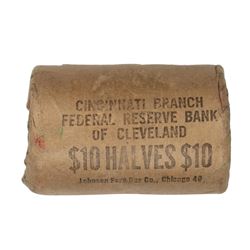 CINCINNATI BRANCH
FEDERAL RESERVE BANK
OF CLEVELAND
$10 HALVES $10
Johnson Fare Box Co., Chicago 40